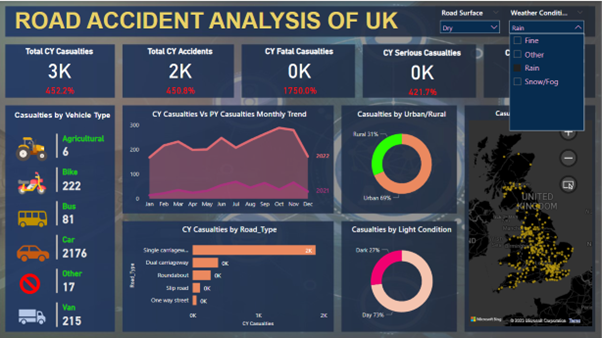 ROAD ACCIDENT ANALYSIS OF UK
Road Surface
Dry
Weather Conditi...
Rain
Fine
Other
Rain
Snow/Fog
Total CY Casualties
3K
452.2%
Total CY Accidents
2K
450.8%
CY Fatal Casualties
0K
1750.0%
CY Serious Casualties
0K
421.7%
Casualties by Vehicle Type
Agricultural
6
Bike
222
Bus
81
Car
2176
Other
17
Van
215
CY Casualties Vs PY Casualties Monthly Trend
300
200
100
0
2022
2021
Jan Feb Mar Apr May Jun Jul Aug Sep Oct Nov Dec
Casualties by Urban/Rural
Rural 31%
Urban 69%
CY Casualties by Road_Type
Road_Type
Single carriagew... 2K
Dual carriageway 0K
Roundabout 0K
Slip road 0K
One way street 0K
0K 1K 2K
CY Casualties
Casualties by Light Condition
Dark 27%
Day 73%
UNITED
KINGDOM
Microsoft Bing
Microsoft Corporation Terms